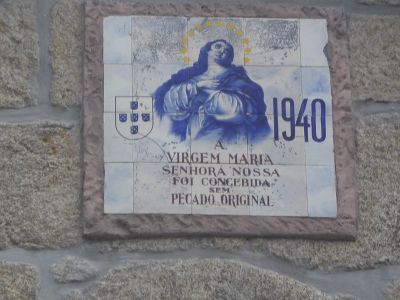 1940
A
VIRGEM MARIA
SENHORA NOSSA
FOI CONCEBIDA
SEM
PECADO ORIGINAL